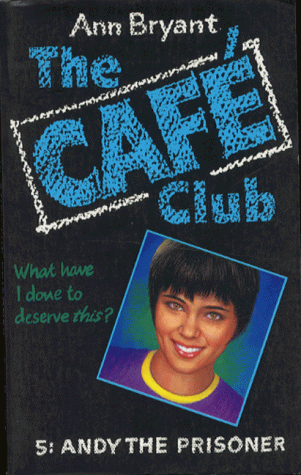 Ann Bryant
The
CAFÉ
Club
What have
I done to
deserve this?
5: ANDY THE PRISONER